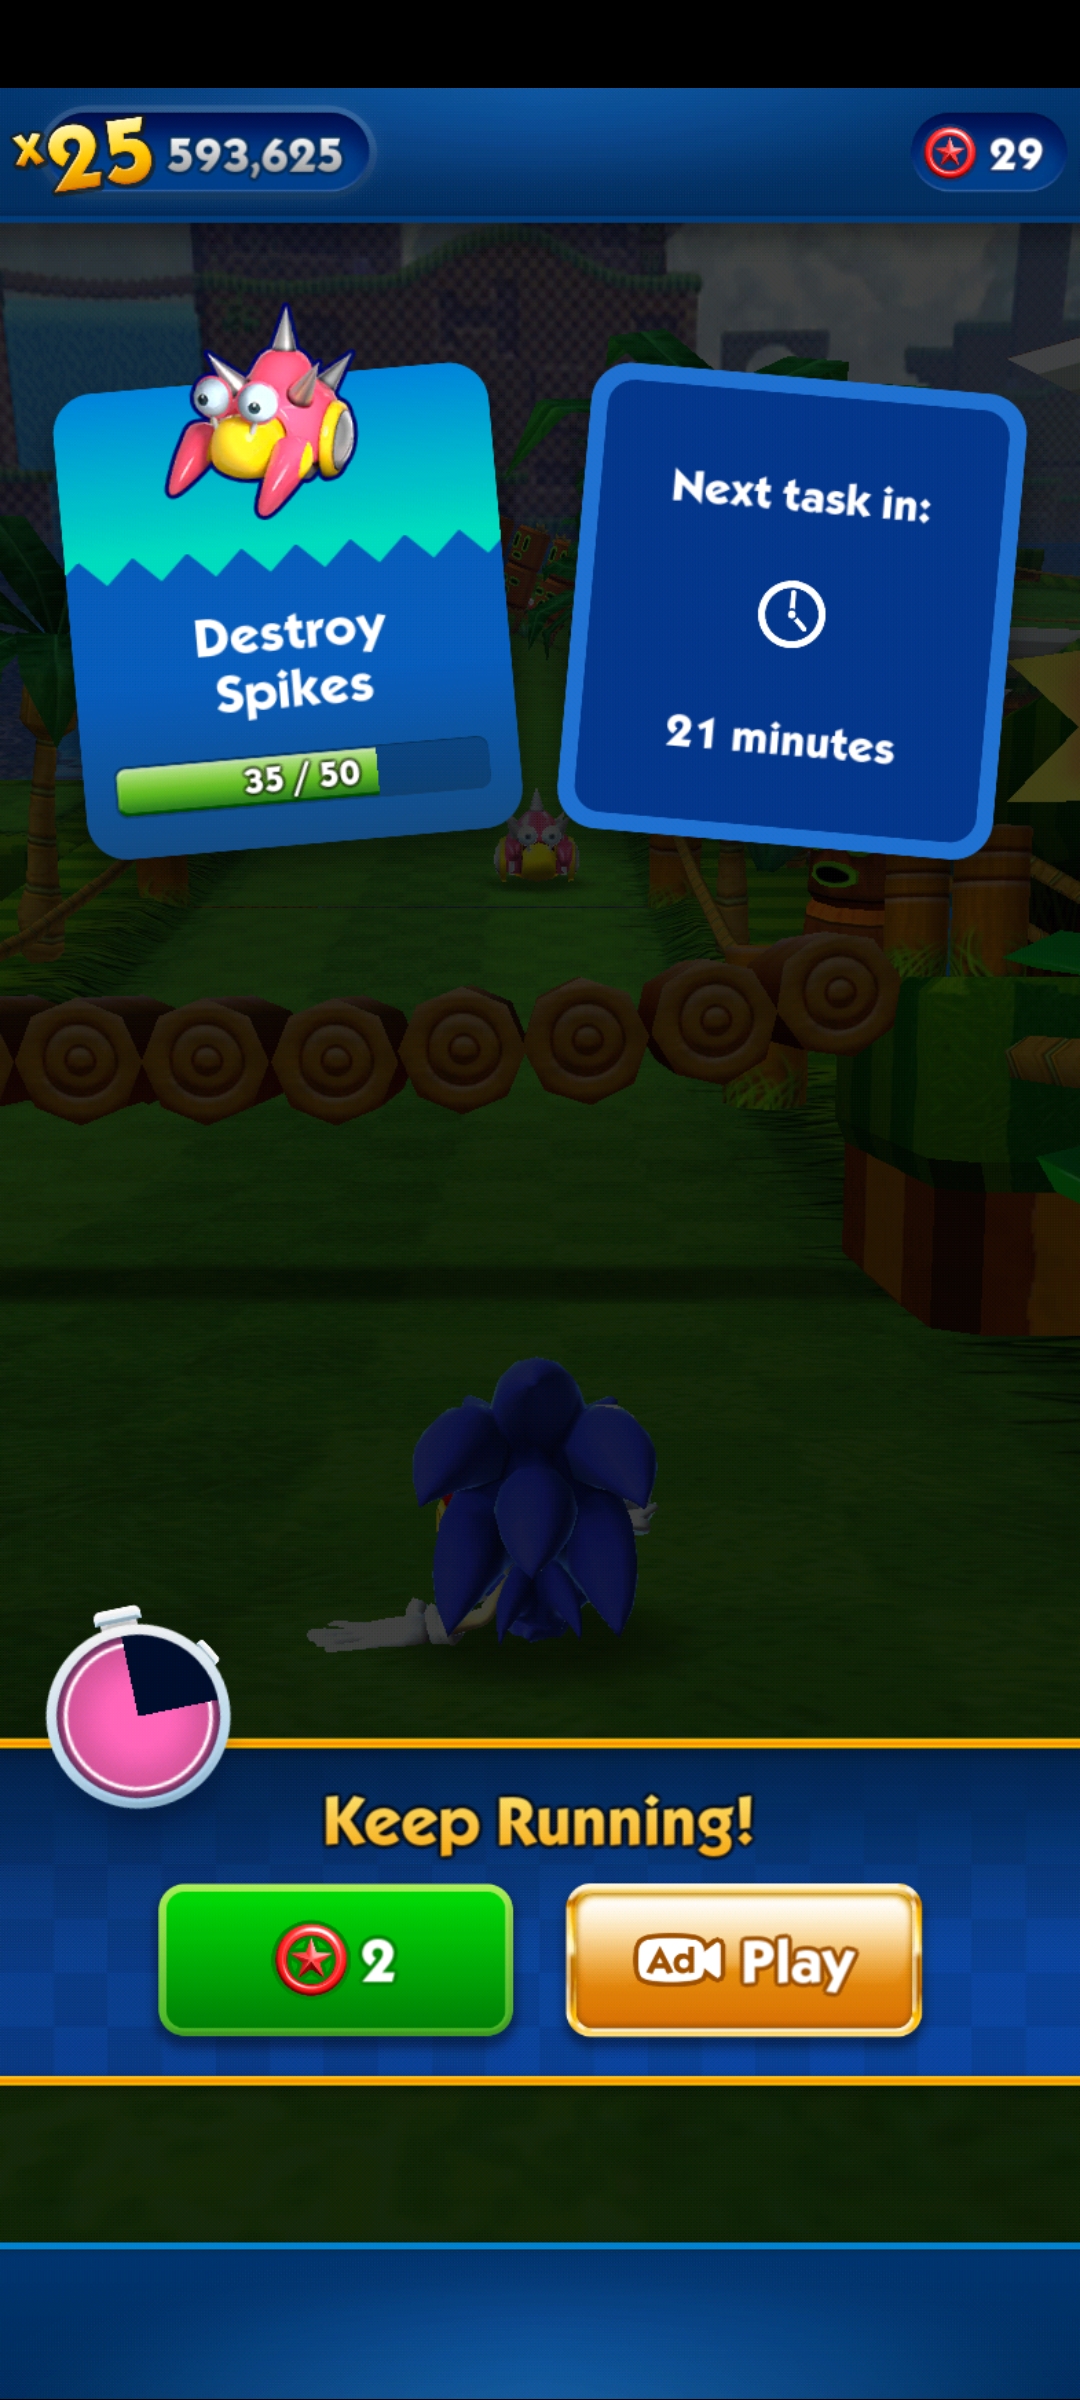 x25 593,625
29
Destroy
Spikes
35 / 50
Next task in:
21 minutes
Keep Running!
2
Ad Play